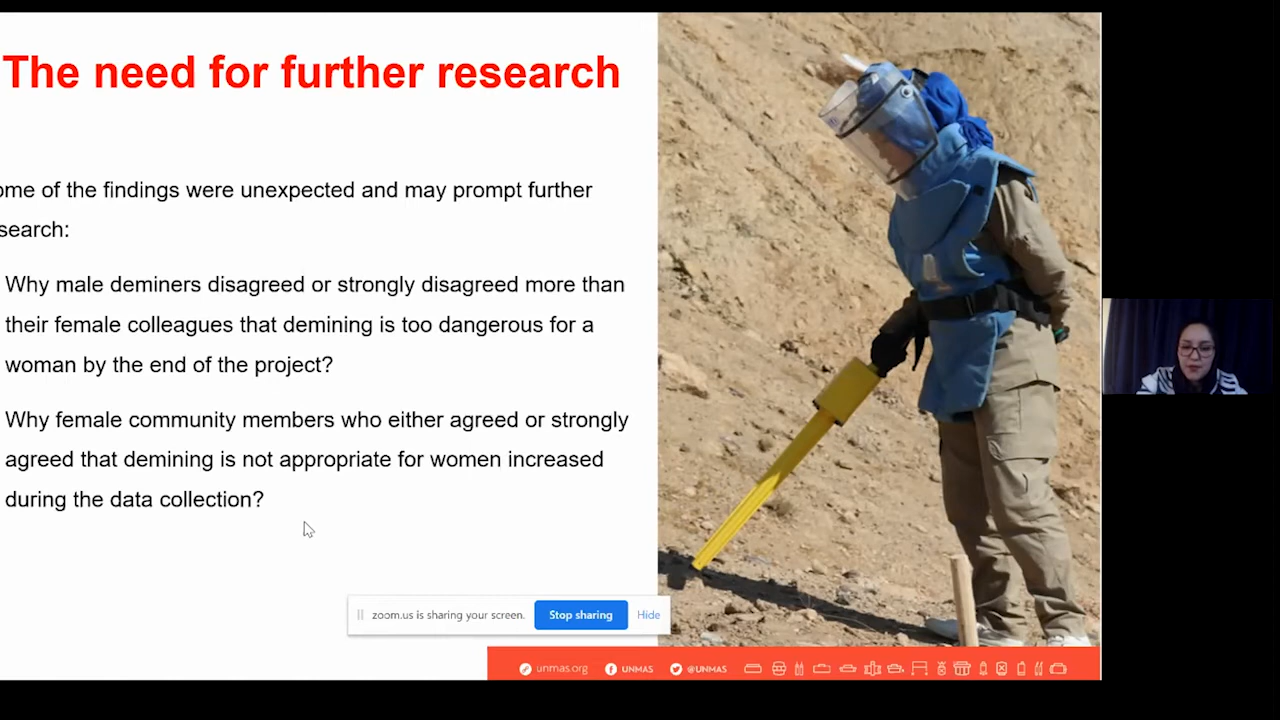 The need for further research
ome of the findings were unexpected and may prompt further
search:
Why male deminers disagreed or strongly disagreed more than
their female colleagues that demining is too dangerous for a
woman by the end of the project?
Why female community members who either agreed or strongly
agreed that demining is not appropriate for women increased
during the data collection?
zoom.us is sharing your screen. Stop sharing Hide
unmas.org UNMAS @UNMAS